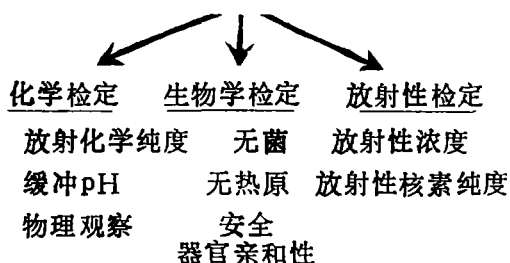 化学检定 生物学检定 放射性检定
放射化学纯度 无菌 放射性浓度
缓冲pH 无热原 放射性核素纯度
物理观察 安全
器官亲和性